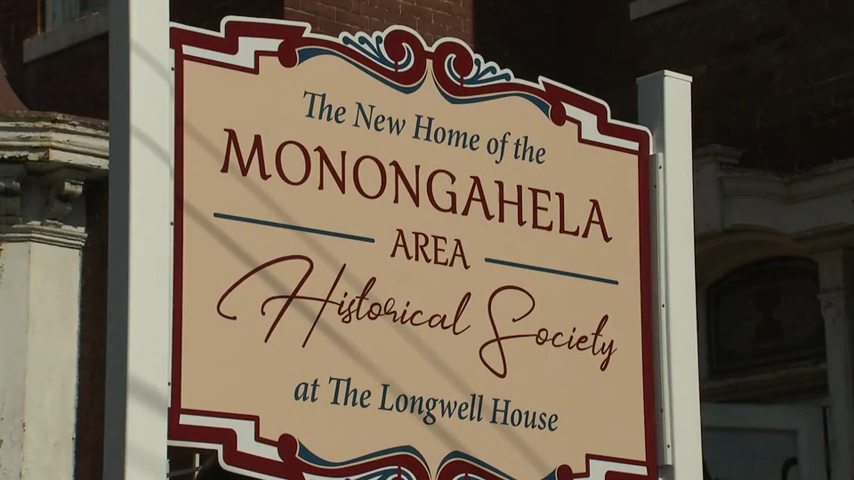 The New Home of the
MONONGAHELA
AREA
Historical Society
at The Longwell House